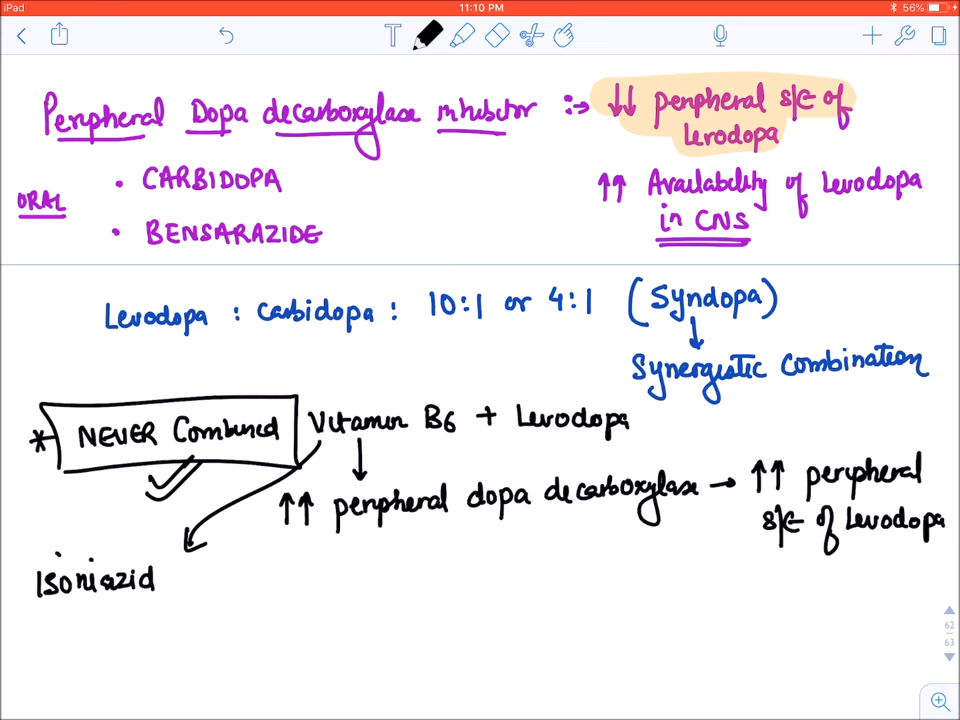 iPad 11:10 PM 56%
Peripheral Dopa decarboxylase inhibitor :→ ↓↓ peripheral s/E of
Levodopa
ORAL • CARBIDOPA ↑↑ Availability of Levodopa
in CNS
• BENSARAZIDE
Levodopa : carbidopa : 10:1 or 4:1 (Syndopa)
↓
Synergistic Combination
* NEVER Combined Vitamin B6 + Levodopa
↓
↑↑ peripheral dopa decarboxylase → ↑↑ peripheral
s/E of Levodopa
isoniazid
62
63